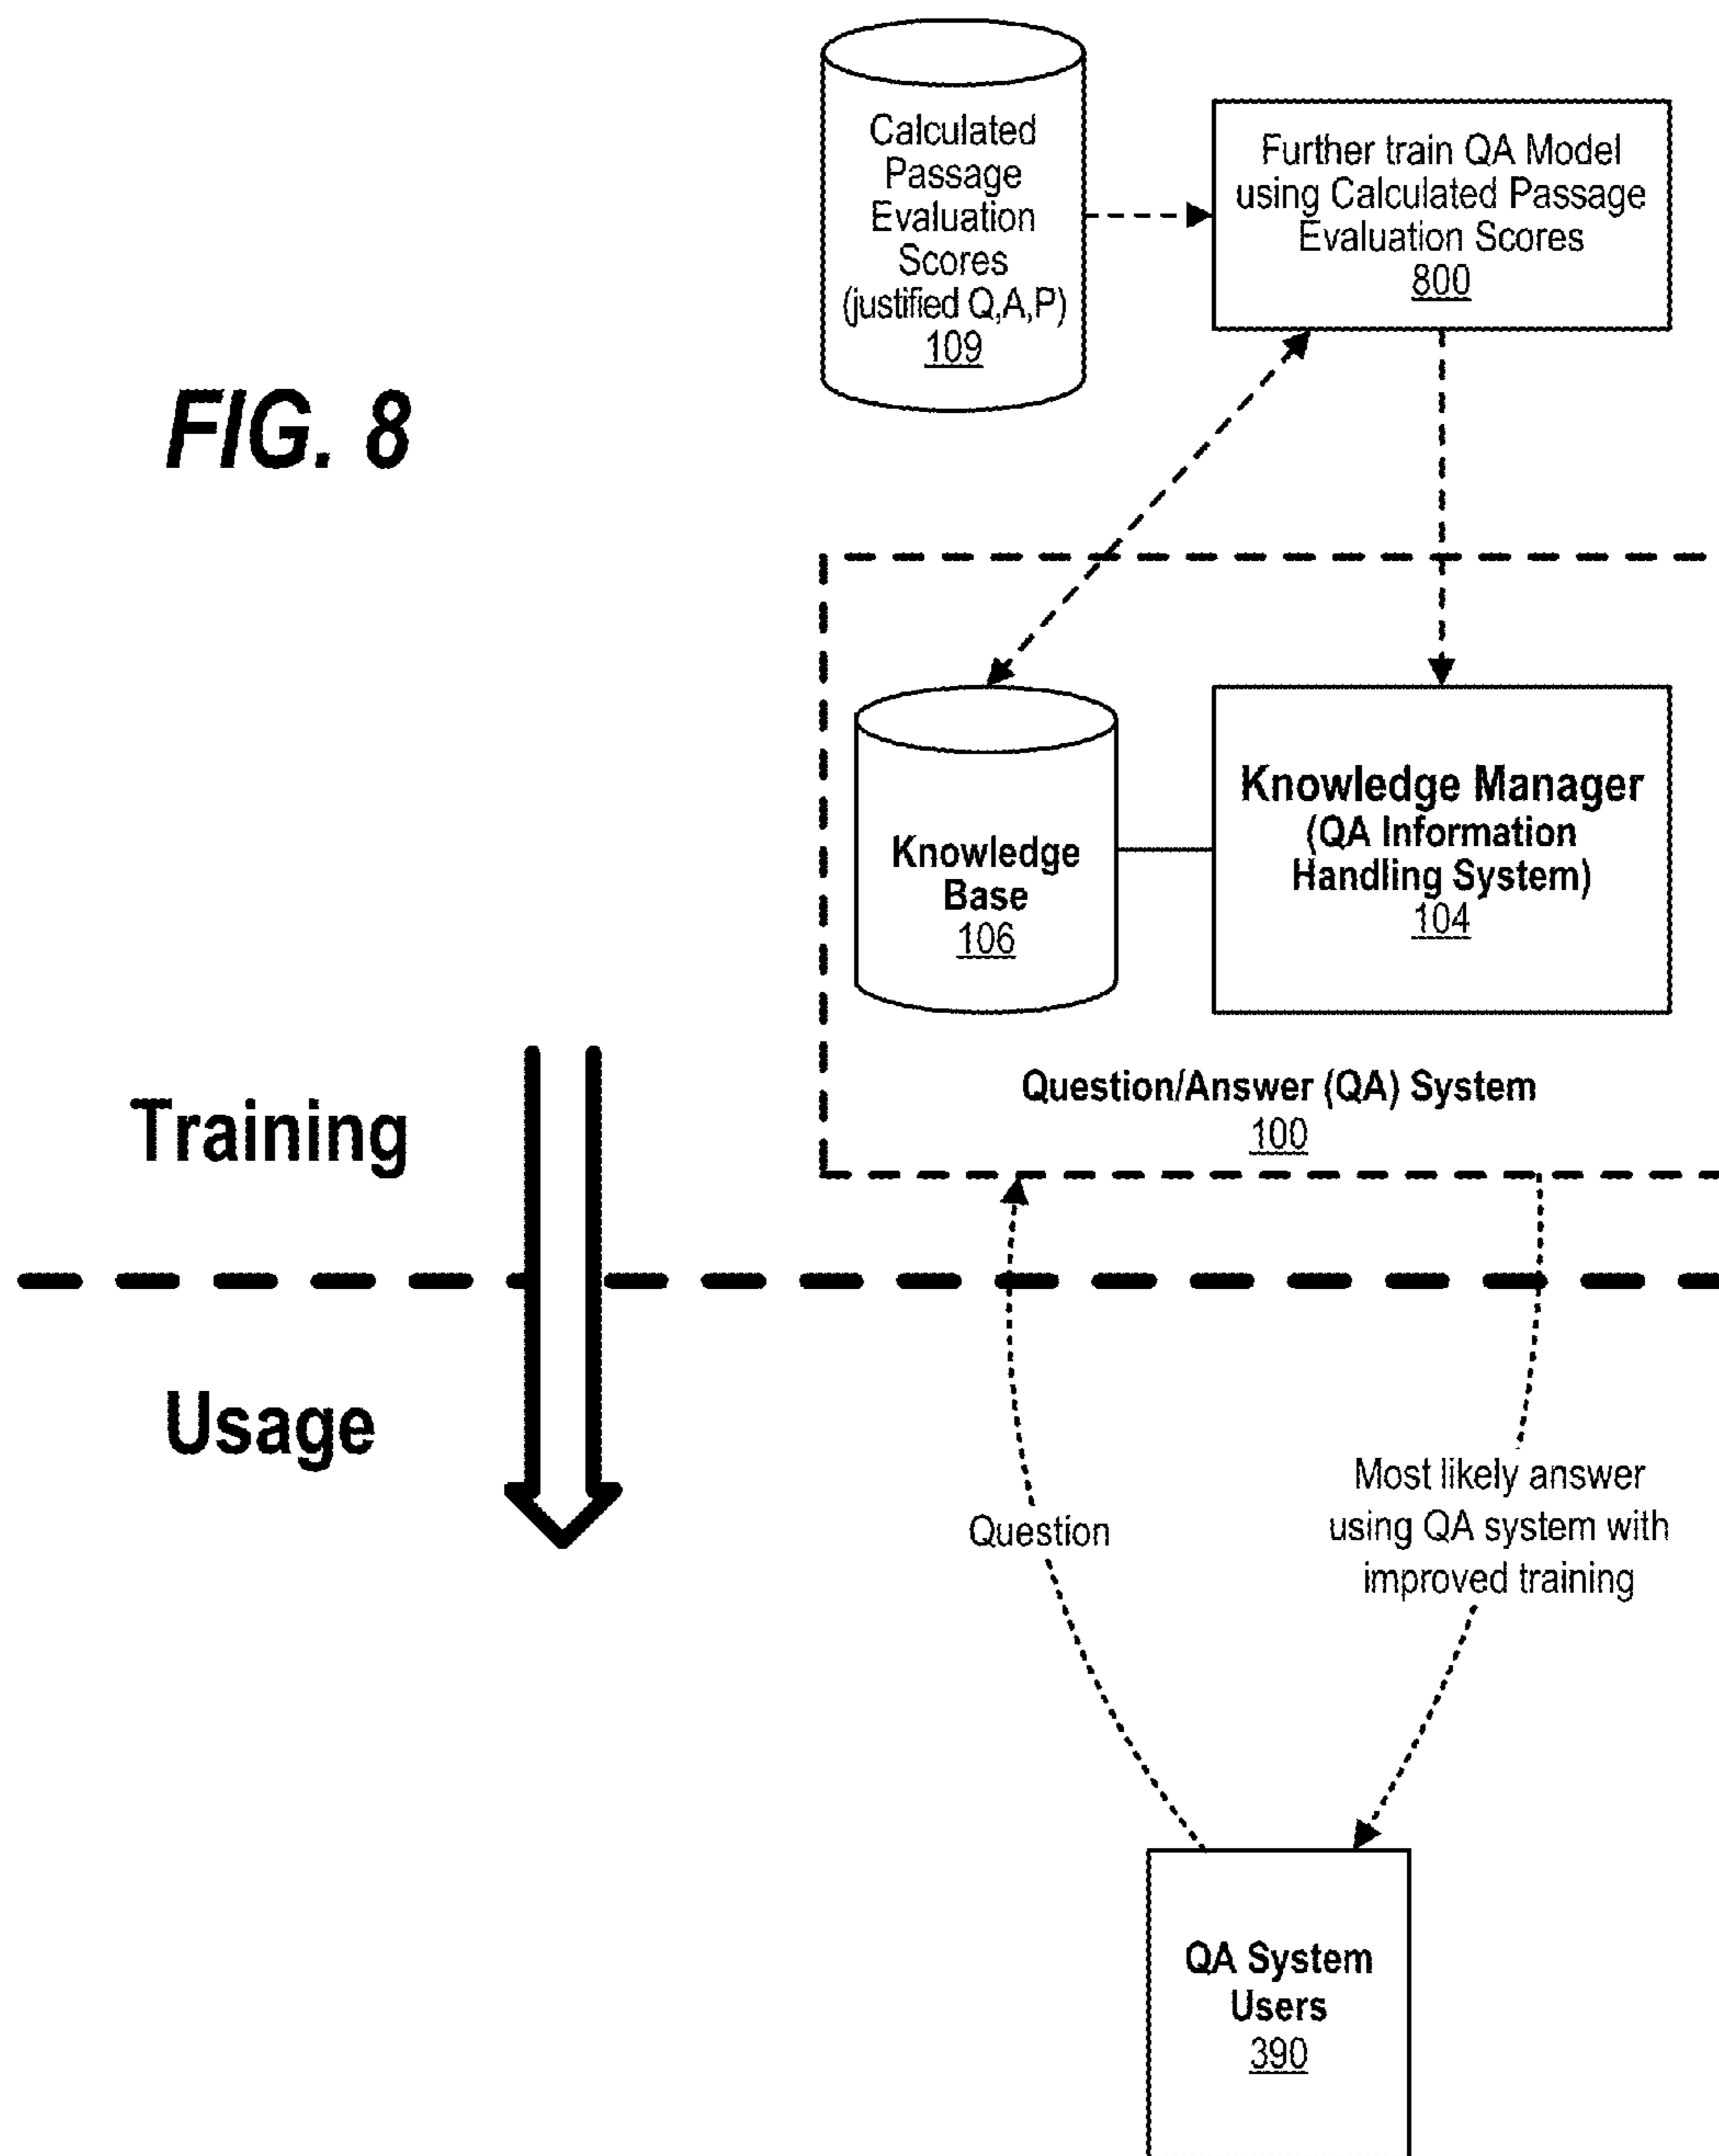 Calculated
Passage
Evaluation
Scores
(justified Q,A,P)
109
Further train QA Model
using Calculated Passage
Evaluation Scores
800
FIG. 8
Knowledge
Base
106
Knowledge Manager
(QA Information
Handling System)
104
Question/Answer (QA) System
100
Training
Usage
Question
Most likely answer
using QA system with
improved training
QA System
Users
390